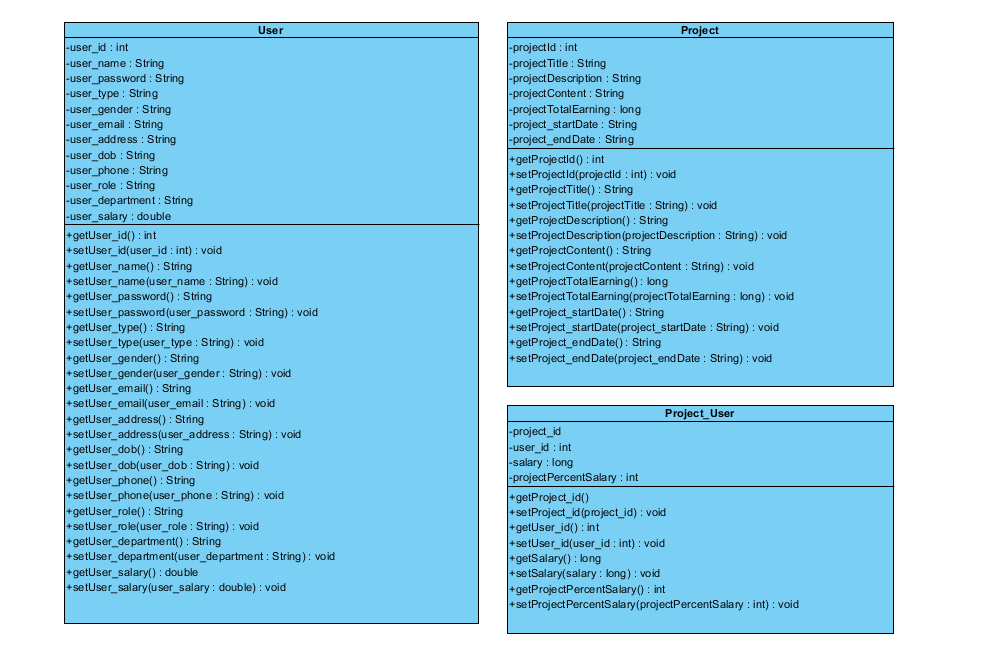 User
-user_id : int
-user_name : String
-user_password : String
-user_type : String
-user_gender : String
-user_email : String
-user_address : String
-user_dob : String
-user_phone : String
-user_role : String
-user_department : String
-user_salary : double
+getUser_id() : int
+setUser_id(user_id : int) : void
+getUser_name() : String
+setUser_name(user_name : String) : void
+getUser_password() : String
+setUser_password(user_password : String) : void
+getUser_type() : String
+setUser_type(user_type : String) : void
+getUser_gender() : String
+setUser_gender(user_gender : String) : void
+getUser_email() : String
+setUser_email(user_email : String) : void
+getUser_address() : String
+setUser_address(user_address : String) : void
+getUser_dob() : String
+setUser_dob(user_dob : String) : void
+getUser_phone() : String
+setUser_phone(user_phone : String) : void
+getUser_role() : String
+setUser_role(user_role : String) : void
+getUser_department() : String
+setUser_department(user_department : String) : void
+getUser_salary() : double
+setUser_salary(user_salary : double) : void
Project
-projectId : int
-projectTitle : String
-projectDescription : String
-projectContent : String
-projectTotalEarning : long
-project_startDate : String
-project_endDate : String
+getProjectId() : int
+setProjectId(projectId : int) : void
+getProjectTitle() : String
+setProjectTitle(projectTitle : String) : void
+getProjectDescription() : String
+setProjectDescription(projectDescription : String) : void
+getProjectContent() : String
+setProjectContent(projectContent : String) : void
+getProjectTotalEarning() : long
+setProjectTotalEarning(projectTotalEarning : long) : void
+getProject_startDate() : String
+setProject_startDate(project_startDate : String) : void
+getProject_endDate() : String
+setProject_endDate(project_endDate : String) : void
Project_User
-project_id
-user_id : int
-salary : long
-projectPercentSalary : int
+getProject_id()
+setProject_id(project_id) : void
+getUser_id() : int
+setUser_id(user_id : int) : void
+getSalary() : long
+setSalary(salary : long) : void
+getProjectPercentSalary() : int
+setProjectPercentSalary(projectPercentSalary : int) : void